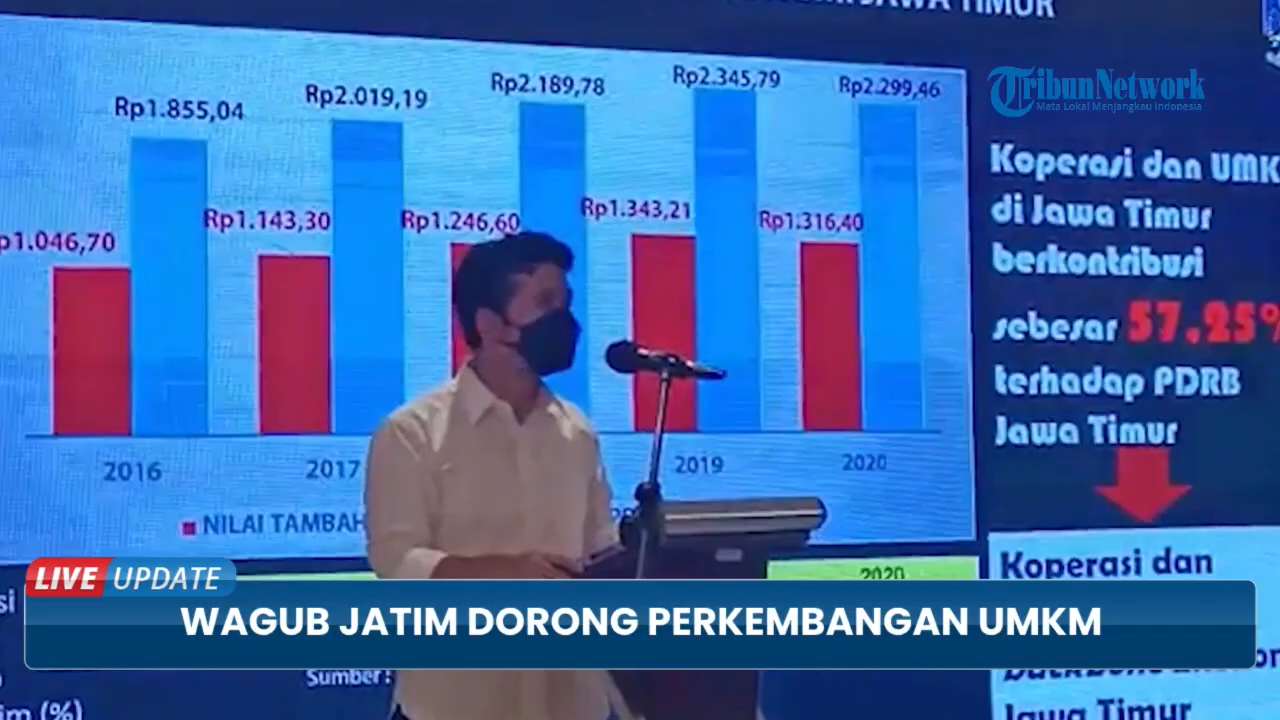 JAWA TIMUR
Rp1.855,04
Rp2.019,19
Rp2.189,78
Rp2.345,79
Rp2.299,46
p1.046,70
Rp1.143,30
Rp1.246,60
Rp1.343,21
Rp1.316,40
2016
2017
2019
2020
NILAI TAMBAH
TribunNetwork
Mata Lokal Menjangkau Indonesia
Koperasi dan UMK
di Jawa Timur
berkontribusi
sebesar 57,25%
terhadap PDRB
Jawa Timur
Koperasi dan
Jawa Timur
2020
LIVE UPDATE
WAGUB JATIM DORONG PERKEMBANGAN UMKM
si
Sumber :
im (%)